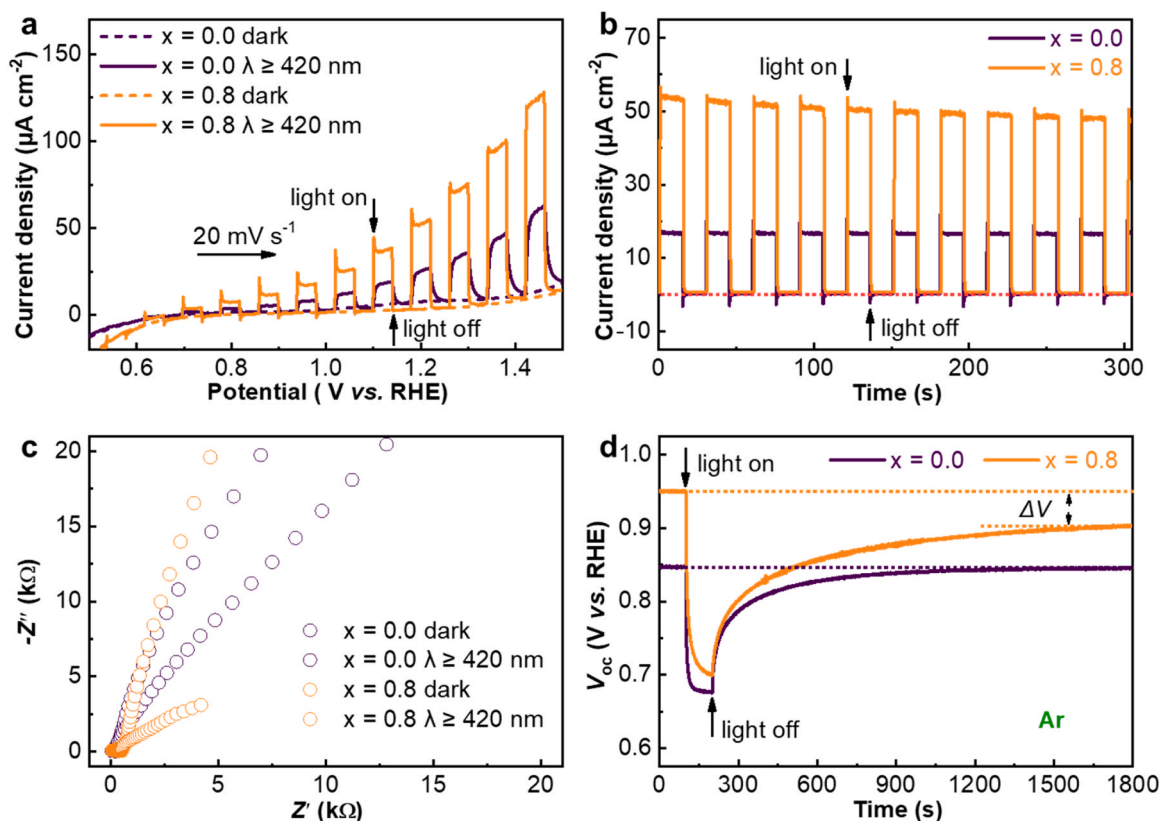 a
x = 0.0 dark
x = 0.0 λ ≥ 420 nm
x = 0.8 dark
x = 0.8 λ ≥ 420 nm
light on
20 mV s⁻¹
light off
150
100
50
0
0.6 0.8 1.0 1.2 1.4
Current density (µA cm⁻²)
Potential ( V vs. RHE)
b
x = 0.0
x = 0.8
light on
light off
70
50
30
10
-10
0 100 200 300
Current density (µA cm⁻²)
Time (s)
c
x = 0.0 dark
x = 0.0 λ ≥ 420 nm
x = 0.8 dark
x = 0.8 λ ≥ 420 nm
20
15
10
5
0
0 5 10 15 20
-Z″ (kΩ)
Z′ (kΩ)
d
x = 0.0 x = 0.8
light on
ΔV
light off
Ar
1.0
0.9
0.8
0.7
0.6
0 300 600 900 1200 1500 1800
Voc (V vs. RHE)
Time (s)